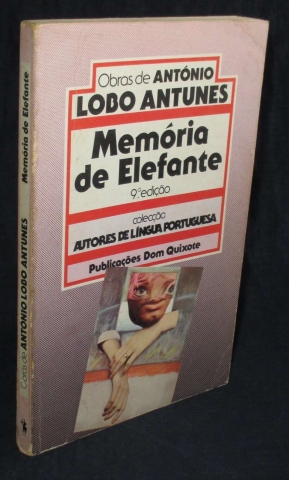 Obras de ANTÓNIO
LOBO ANTUNES
Memória
de Elefante
9.ª edição
colecção
AUTORES DE LÍNGUA PORTUGUESA
Publicações Dom Quixote
Obras de ANTÓNIO LOBO ANTUNES Memória de Elefante